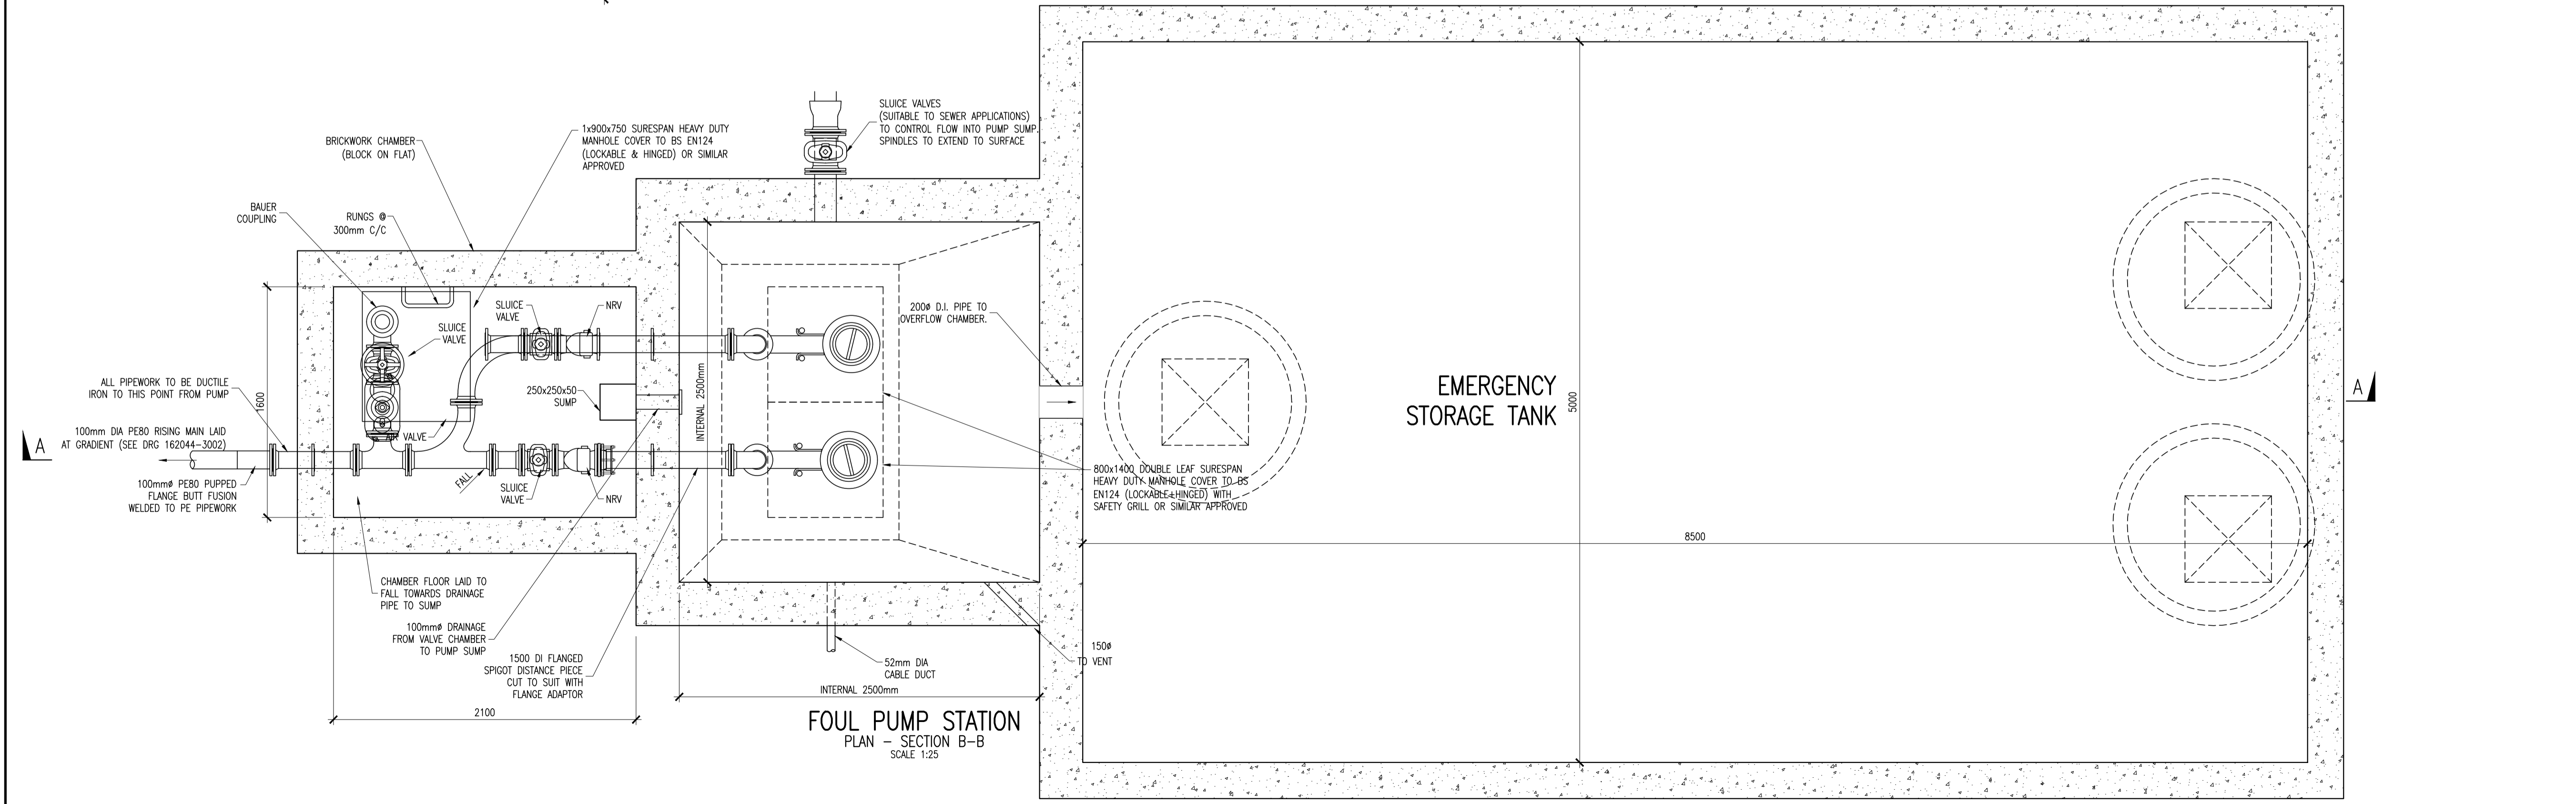 BRICKWORK CHAMBER
(BLOCK ON FLAT)
1x900x750 SURESPAN HEAVY DUTY
MANHOLE COVER TO BS EN124
(LOCKABLE & HINGED) OR SIMILAR
APPROVED
SLUICE VALVES
(SUITABLE TO SEWER APPLICATIONS)
TO CONTROL FLOW INTO PUMP SUMP.
SPINDLES TO EXTEND TO SURFACE
BAUER
COUPLING
RUNGS @
300mm C/C
SLUICE
VALVE
SLUICE
VALVE
NRV
200ø D.I. PIPE TO
OVERFLOW CHAMBER.
ALL PIPEWORK TO BE DUCTILE
IRON TO THIS POINT FROM PUMP
1600
250x250x50
SUMP
INTERNAL 2500mm
EMERGENCY
STORAGE TANK
5000
A
A
100mm DIA PE80 RISING MAIN LAID
AT GRADIENT (SEE DRG 162044-3002)
AIR VALVE
100mmø PE80 PUPPED
FLANGE BUTT FUSION
WELDED TO PE PIPEWORK
FALL
SLUICE
VALVE
NRV
800x1400 DOUBLE LEAF SURESPAN
HEAVY DUTY MANHOLE COVER TO BS
EN124 (LOCKABLE+HINGED) WITH
SAFETY GRILL OR SIMILAR APPROVED
8500
CHAMBER FLOOR LAID TO
FALL TOWARDS DRAINAGE
PIPE TO SUMP
100mmø DRAINAGE
FROM VALVE CHAMBER
TO PUMP SUMP
1500 DI FLANGED
SPIGOT DISTANCE PIECE
CUT TO SUIT WITH
FLANGE ADAPTOR
52mm DIA
CABLE DUCT
150ø
TO VENT
INTERNAL 2500mm
2100
FOUL PUMP STATION
PLAN – SECTION B–B
SCALE 1:25